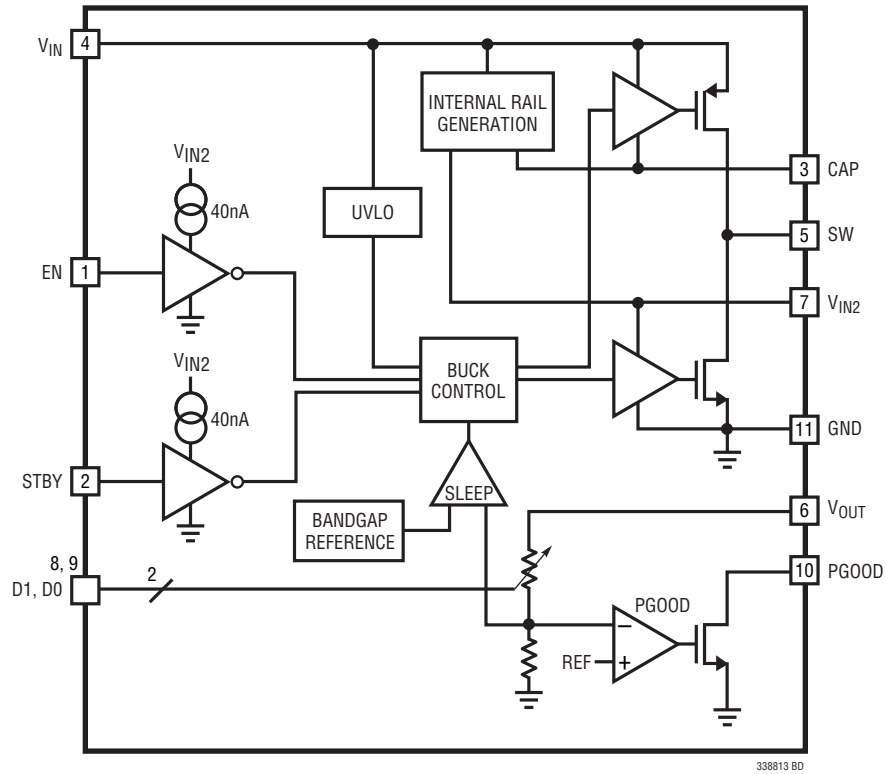 VIN 4
INTERNAL RAIL
GENERATION
3 CAP
VIN2
40nA
UVLO
5 SW
EN 1
7 VIN2
VIN2
40nA
BUCK
CONTROL
11 GND
STBY 2
SLEEP
6 VOUT
BANDGAP
REFERENCE
8, 9
D1, D0
2
10 PGOOD
PGOOD
–
REF +
338813 BD